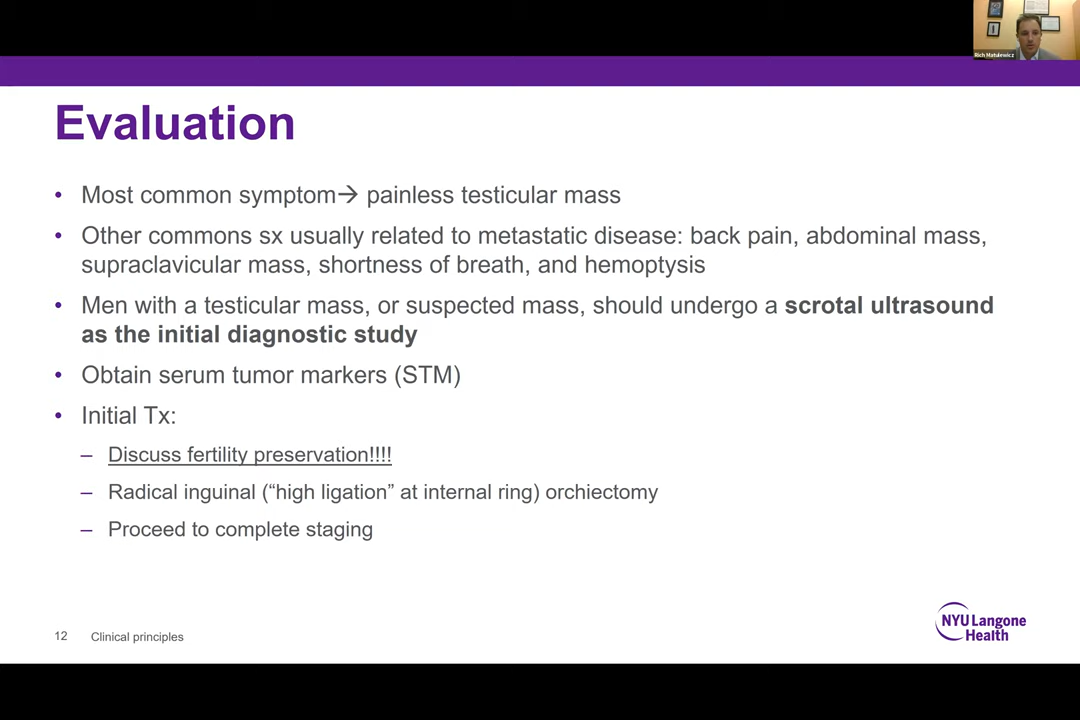 Rich Matulewicz
Evaluation
• Most common symptom→ painless testicular mass
• Other commons sx usually related to metastatic disease: back pain, abdominal mass,
supraclavicular mass, shortness of breath, and hemoptysis
• Men with a testicular mass, or suspected mass, should undergo a scrotal ultrasound
as the initial diagnostic study
• Obtain serum tumor markers (STM)
• Initial Tx:
– Discuss fertility preservation!!!!
– Radical inguinal (“high ligation” at internal ring) orchiectomy
– Proceed to complete staging
12 Clinical principles
NYU Langone
Health